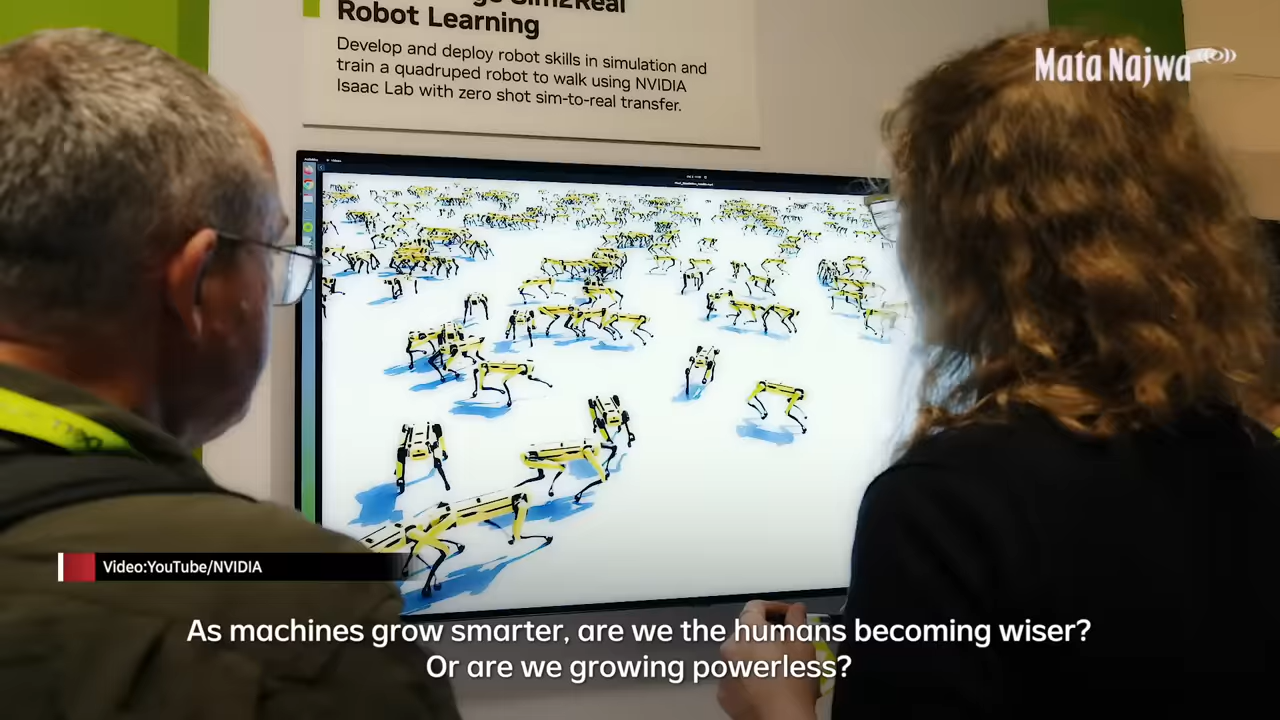 Sim2Real
Robot Learning
Develop and deploy robot skills in simulation and
train a quadruped robot to walk using NVIDIA
Isaac Lab with zero shot sim-to-real transfer.
Mata Najwa
Video:YouTube/NVIDIA
As machines grow smarter, are we the humans becoming wiser?
Or are we growing powerless?